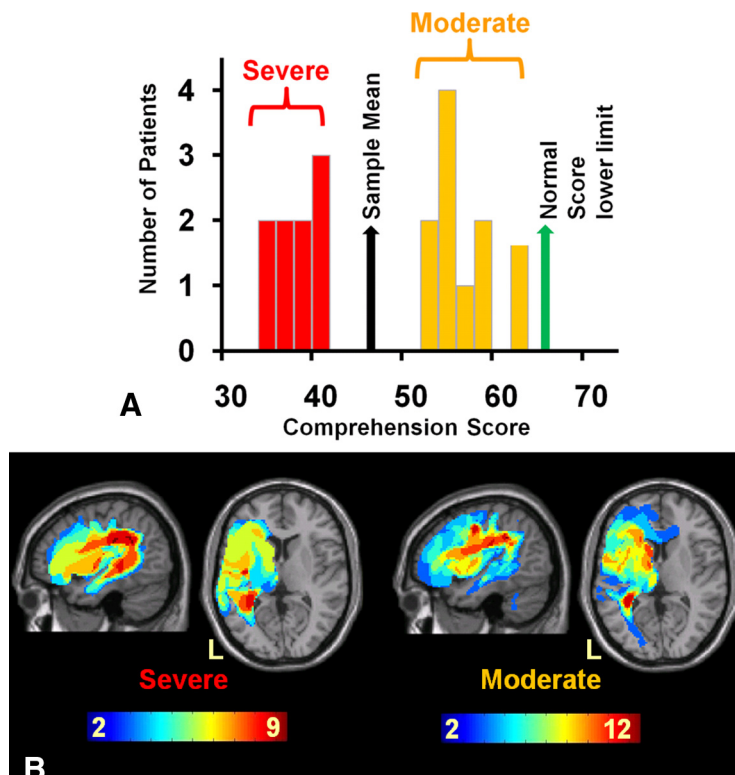 Moderate
Severe
Number of Patients
4
3
2
1
0
Sample Mean
Normal
Score
lower limit
30 40 50 60 70
Comprehension Score
A
L
L
Severe
Moderate
2 9
2 12
B